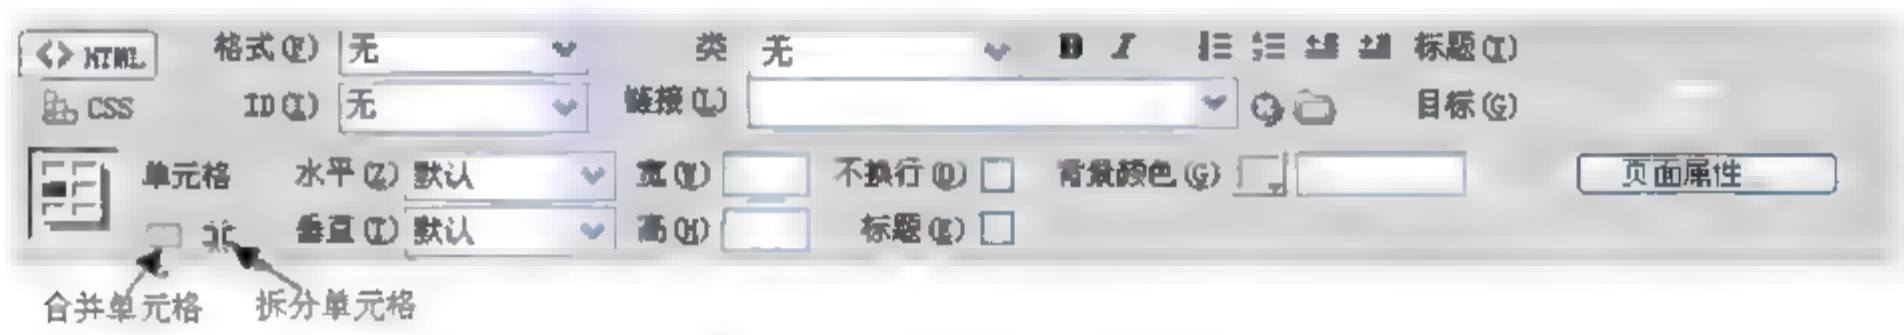 <> HTML 格式(F) 无 类 无 B I 标题(T)
CSS ID(I) 无 链接(L) 目标(G)
单元格 水平(Z) 默认 宽(W) 不换行(O) 背景颜色(G) 页面属性
垂直(T) 默认 高(H) 标题(E)
合并单元格 拆分单元格